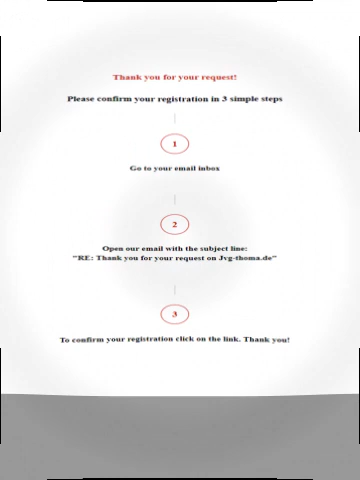 Thank you for your request!
Please confirm your registration in 3 simple steps
1
Go to your email inbox
2
Open our email with the subject line:
"RE: Thank you for your request on Jvg-thoma.de"
3
To confirm your registration click on the link. Thank you!